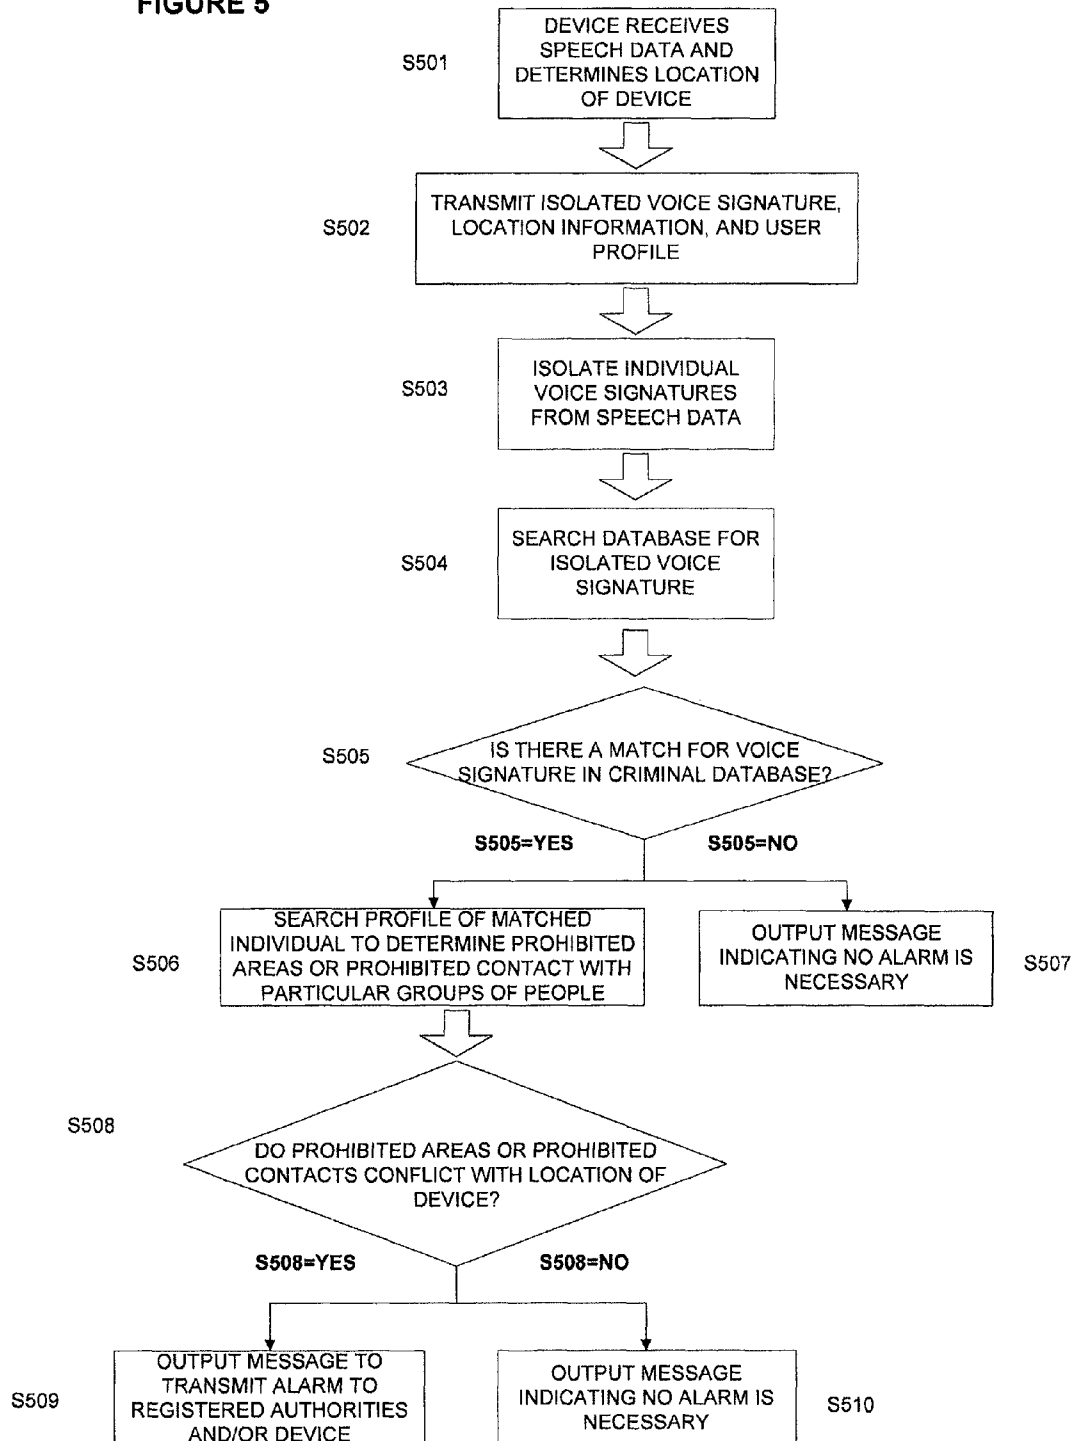 FIGURE 5
S501
DEVICE RECEIVES
SPEECH DATA AND
DETERMINES LOCATION
OF DEVICE
S502
TRANSMIT ISOLATED VOICE SIGNATURE,
LOCATION INFORMATION, AND USER
PROFILE
S503
ISOLATE INDIVIDUAL
VOICE SIGNATURES
FROM SPEECH DATA
S504
SEARCH DATABASE FOR
ISOLATED VOICE
SIGNATURE
S505
IS THERE A MATCH FOR VOICE
SIGNATURE IN CRIMINAL DATABASE?
S505=YES
S505=NO
S506
SEARCH PROFILE OF MATCHED
INDIVIDUAL TO DETERMINE PROHIBITED
AREAS OR PROHIBITED CONTACT WITH
PARTICULAR GROUPS OF PEOPLE
OUTPUT MESSAGE
INDICATING NO ALARM IS
NECESSARY
S507
S508
DO PROHIBITED AREAS OR PROHIBITED
CONTACTS CONFLICT WITH LOCATION OF
DEVICE?
S508=YES
S508=NO
S509
OUTPUT MESSAGE TO
TRANSMIT ALARM TO
REGISTERED AUTHORITIES
AND/OR DEVICE
OUTPUT MESSAGE
INDICATING NO ALARM IS
NECESSARY
S510